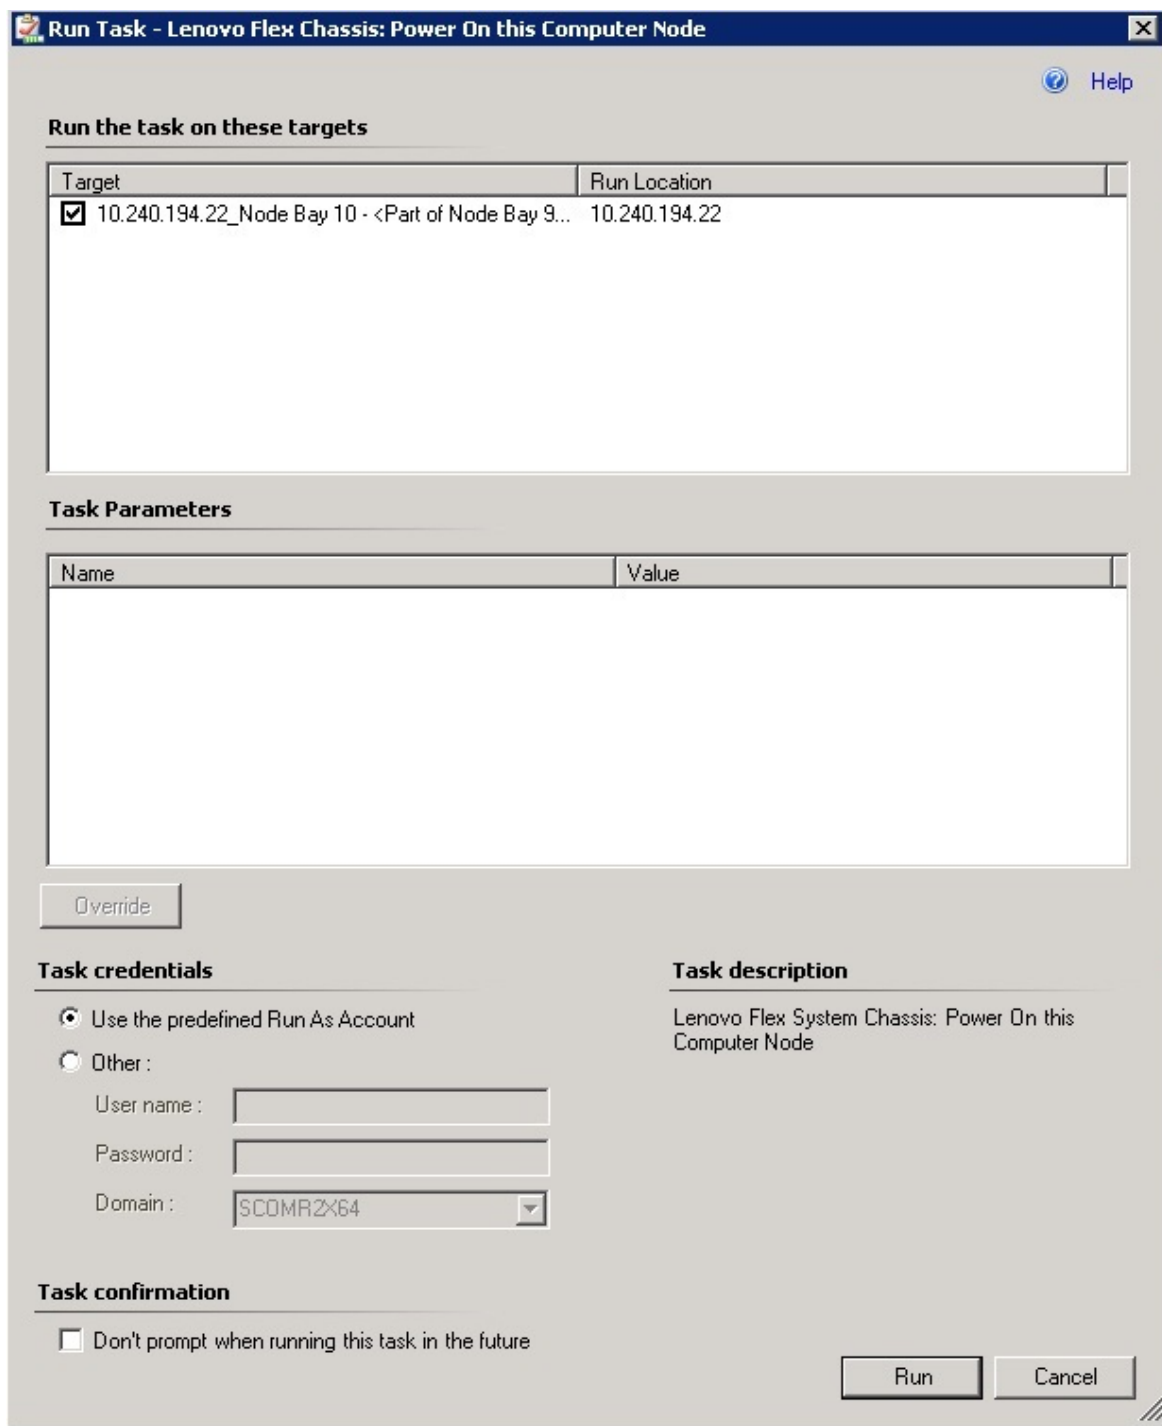 Run Task - Lenovo Flex Chassis: Power On this Computer Node
Help
Run the task on these targets
Target Run Location
10.240.194.22_Node Bay 10 - <Part of Node Bay 9... 10.240.194.22
Task Parameters
Name Value
Override
Task credentials
Use the predefined Run As Account
Other :
User name :
Password :
Domain : SCOMR2X64
Task description
Lenovo Flex System Chassis: Power On this
Computer Node
Task confirmation
Don't prompt when running this task in the future
Run Cancel